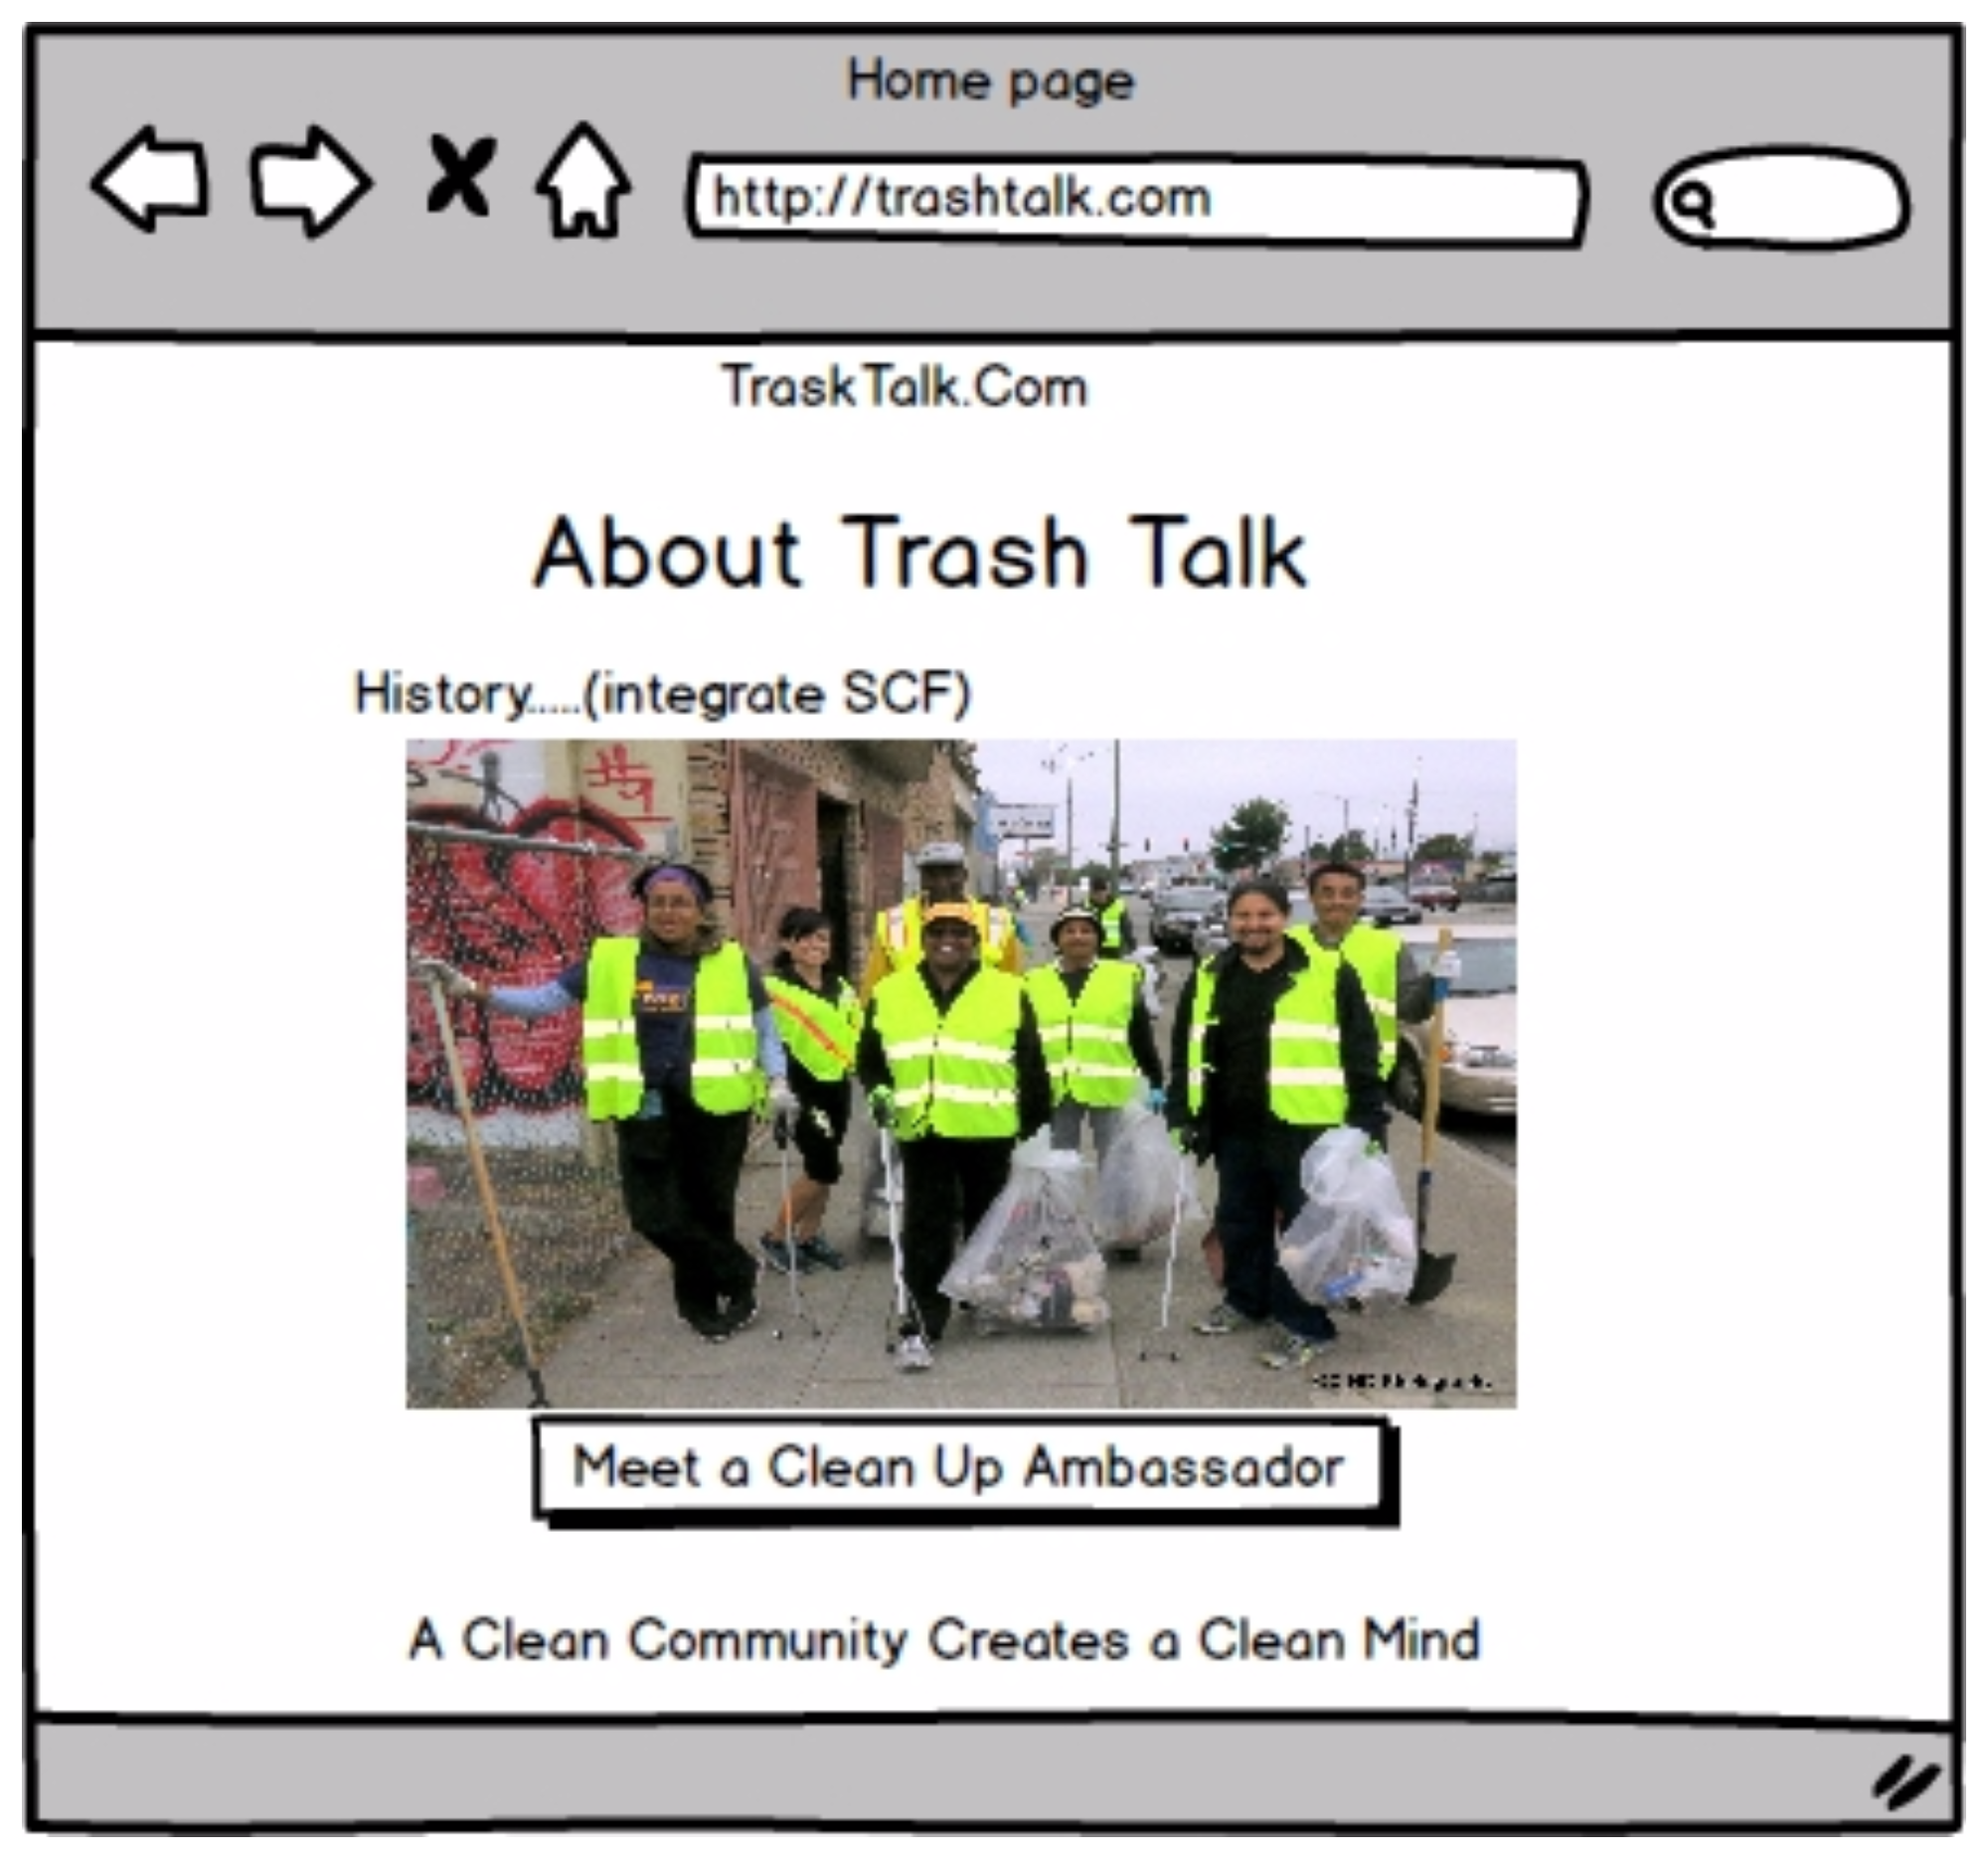 Home page
http://trashtalk.com
TraskTalk.Com
About Trash Talk
History.....(integrate SCF)
Meet a Clean Up Ambassador
A Clean Community Creates a Clean Mind